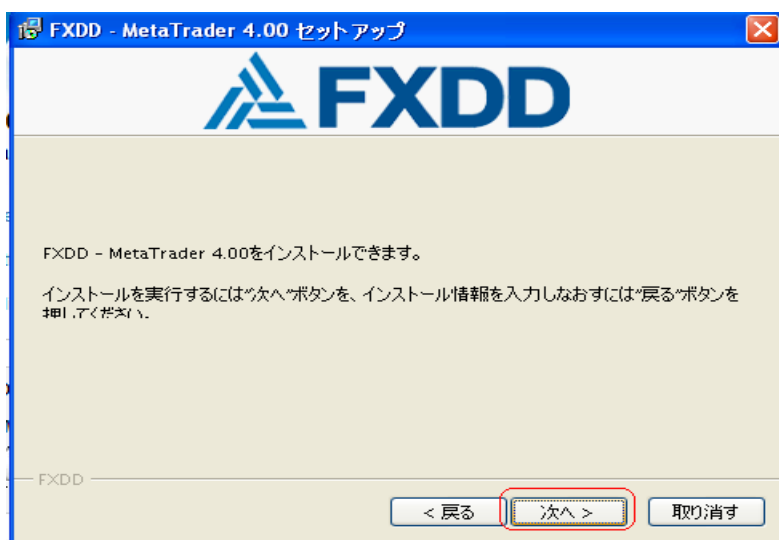 FXDD - MetaTrader 4.00 セットアップ
FXDD
FXDD - MetaTrader 4.00をインストールできます。
インストールを実行するには"次へ"ボタンを、インストール情報を入力しなおすには"戻る"ボタンを
押してください。
FXDD
< 戻る 次へ > 取り消す